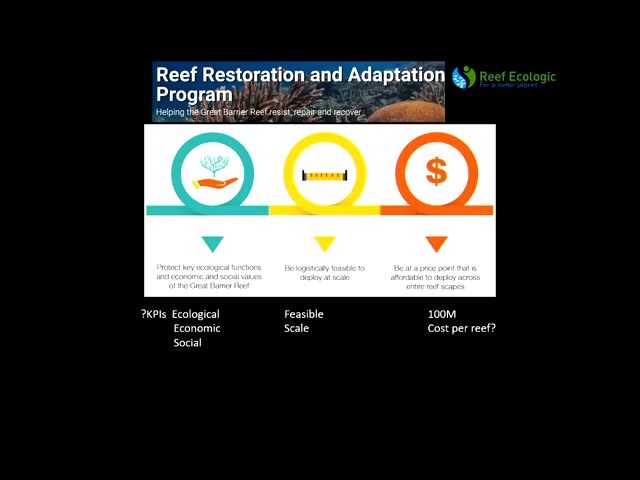 Reef Restoration and Adaptation
Program
Helping the Great Barrier Reef resist, repair and recover
Reef Ecologic
For a better planet
$
Protect key ecological functions
and economic and social values
of the Great Barrier Reef
Be logistically feasible to
deploy at scale
Be at a price point that is
affordable to deploy across
entire reef scapes
?KPIs Ecological
Economic
Social
Feasible
Scale
100M
Cost per reef?